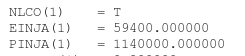 NLCO(1)    = T
EINJA(1)   = 59400.000000
PINJA(1)   = 1140000.000000